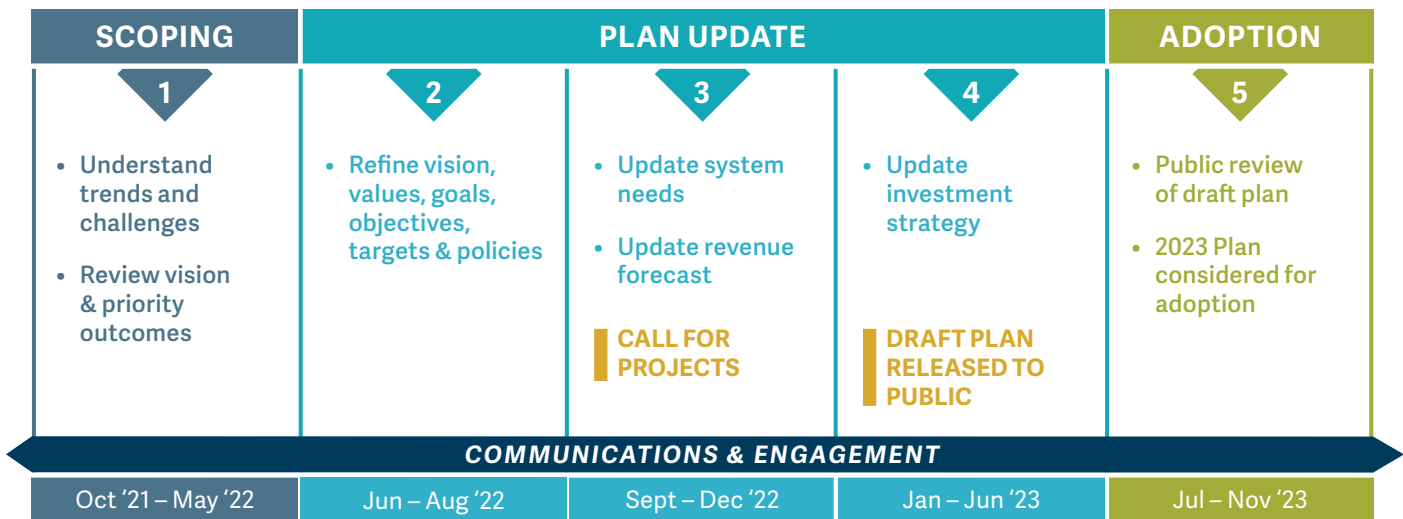 SCOPING
PLAN UPDATE
ADOPTION
1
• Understand
trends and
challenges
• Review vision
& priority
outcomes
2
• Refine vision,
values, goals,
objectives,
targets & policies
3
• Update system
needs
• Update revenue
forecast
CALL FOR
PROJECTS
4
• Update
investment
strategy
DRAFT PLAN
RELEASED TO
PUBLIC
5
• Public review
of draft plan
• 2023 Plan
considered for
adoption
COMMUNICATIONS & ENGAGEMENT
Oct ‘21 – May ‘22
Jun – Aug ‘22
Sept – Dec ‘22
Jan – Jun ‘23
Jul – Nov ‘23